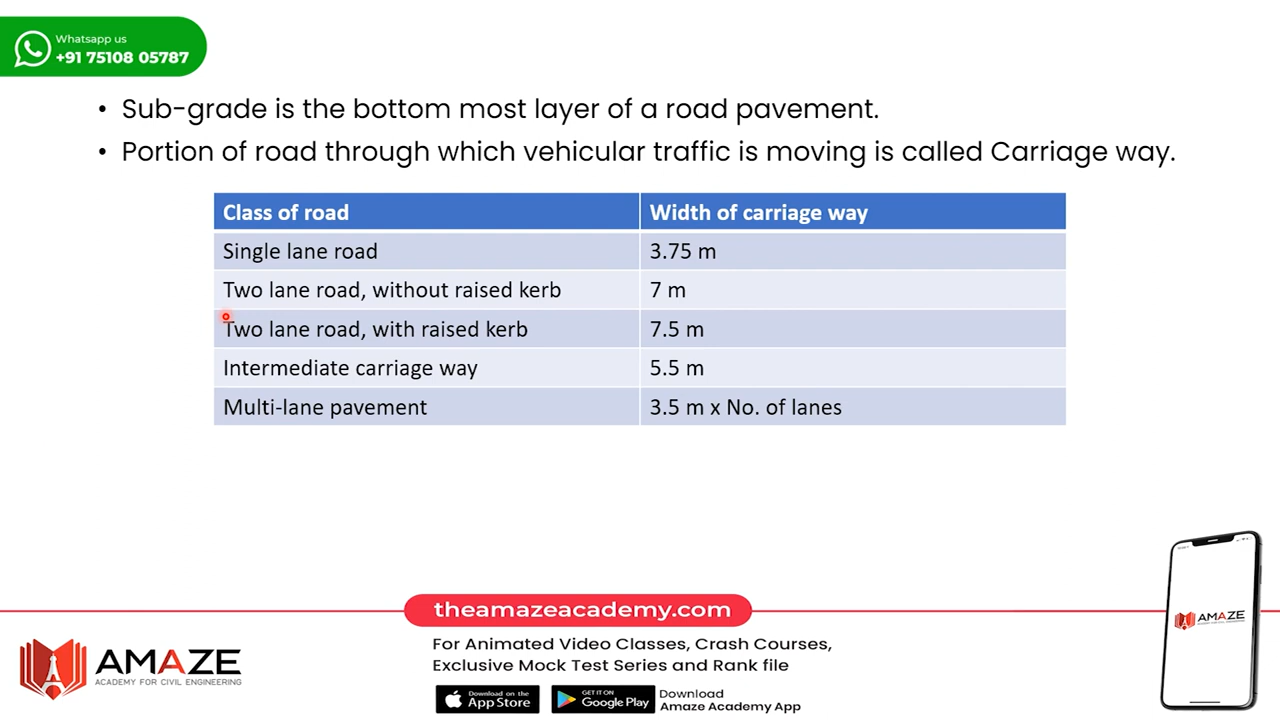 Whatsapp us
+91 75108 05787
• Sub-grade is the bottom most layer of a road pavement.
• Portion of road through which vehicular traffic is moving is called Carriage way.
Class of road Width of carriage way
Single lane road 3.75 m
Two lane road, without raised kerb 7 m
Two lane road, with raised kerb 7.5 m
Intermediate carriage way 5.5 m
Multi-lane pavement 3.5 m x No. of lanes
theamazeacademy.com
AMAZE
ACADEMY FOR CIVIL ENGINEERING
For Animated Video Classes, Crash Courses,
Exclusive Mock Test Series and Rank file
Download on the
App Store
GET IT ON
Google Play
Download
Amaze Academy App
AMAZE